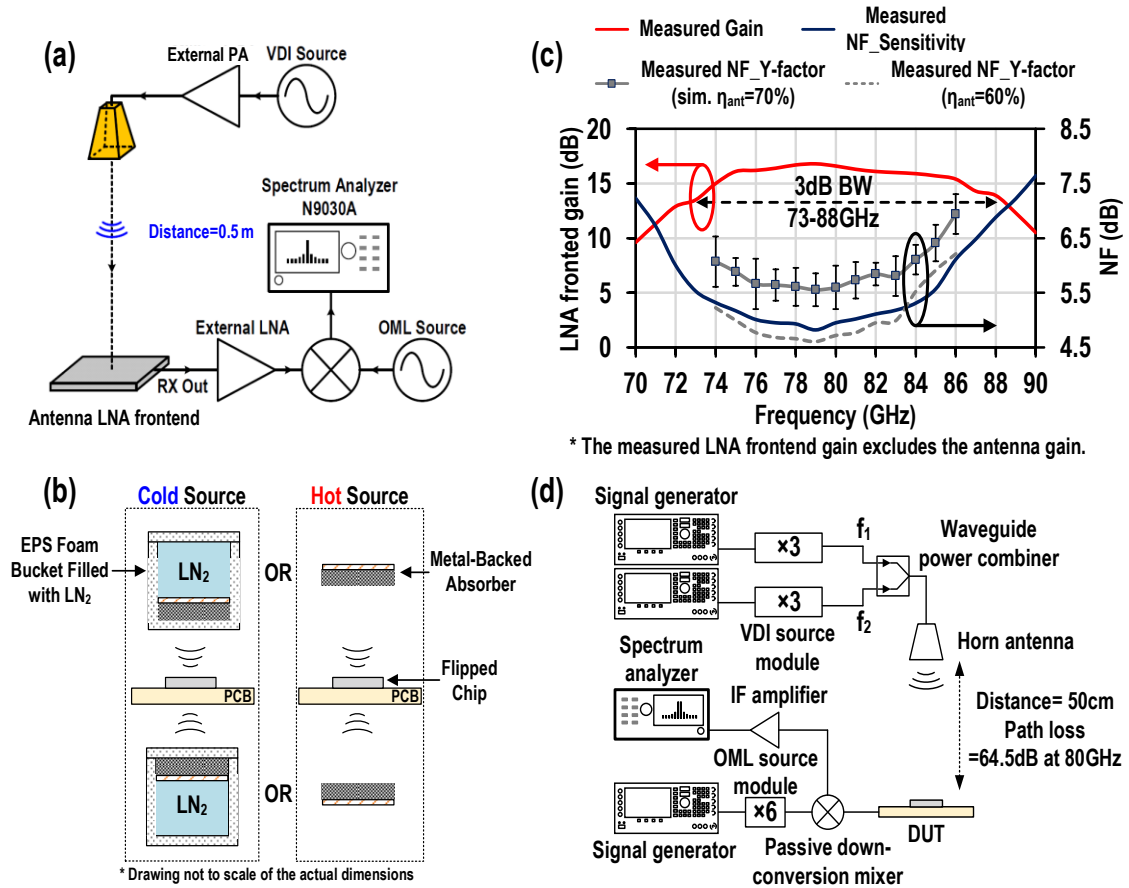 (a)
External PA
VDI Source
Spectrum Analyzer
N9030A
Distance=0.5 m
External LNA
OML Source
RX Out
Antenna LNA frontend
(b)
Cold Source
Hot Source
EPS Foam
Bucket Filled
with LN2
LN2
OR
Metal-Backed
Absorber
Flipped
Chip
PCB
PCB
LN2
OR
* Drawing not to scale of the actual dimensions
(c)
Measured Gain
Measured
NF_Sensitivity
Measured NF_Y-factor
(sim. ηant=70%)
Measured NF_Y-factor
(ηant=60%)
LNA fronted gain (dB)
20
15
10
5
0
8.5
7.5
6.5
5.5
4.5
NF (dB)
3dB BW
73-88GHz
70 72 74 76 78 80 82 84 86 88 90
Frequency (GHz)
* The measured LNA frontend gain excludes the antenna gain.
(d)
Signal generator
×3
f1
Waveguide
power combiner
×3
f2
VDI source
module
Horn antenna
Spectrum
analyzer
IF amplifier
Distance= 50cm
Path loss
=64.5dB at 80GHz
OML source
module
×6
DUT
Signal generator
Passive down-
conversion mixer